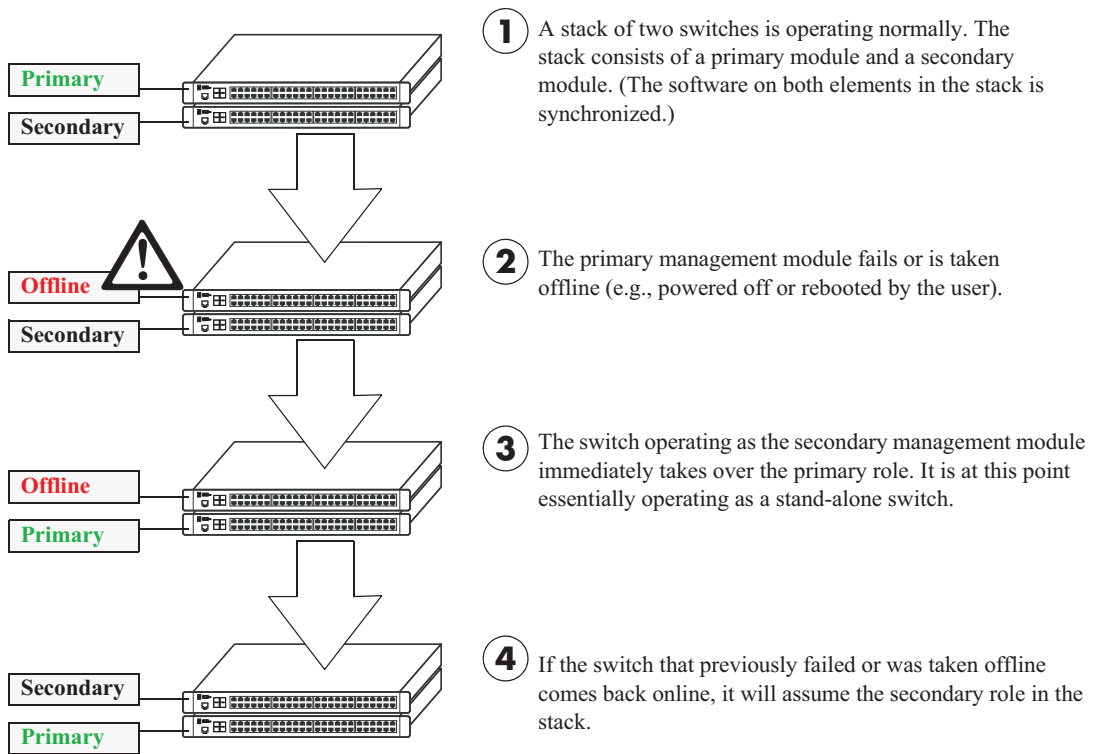 Primary
Secondary
1
A stack of two switches is operating normally. The
stack consists of a primary module and a secondary
module. (The software on both elements in the stack is
synchronized.)
Offline
Secondary
2
The primary management module fails or is taken
offline (e.g., powered off or rebooted by the user).
Offline
Primary
3
The switch operating as the secondary management module
immediately takes over the primary role. It is at this point
essentially operating as a stand-alone switch.
Secondary
Primary
4
If the switch that previously failed or was taken offline
comes back online, it will assume the secondary role in the
stack.